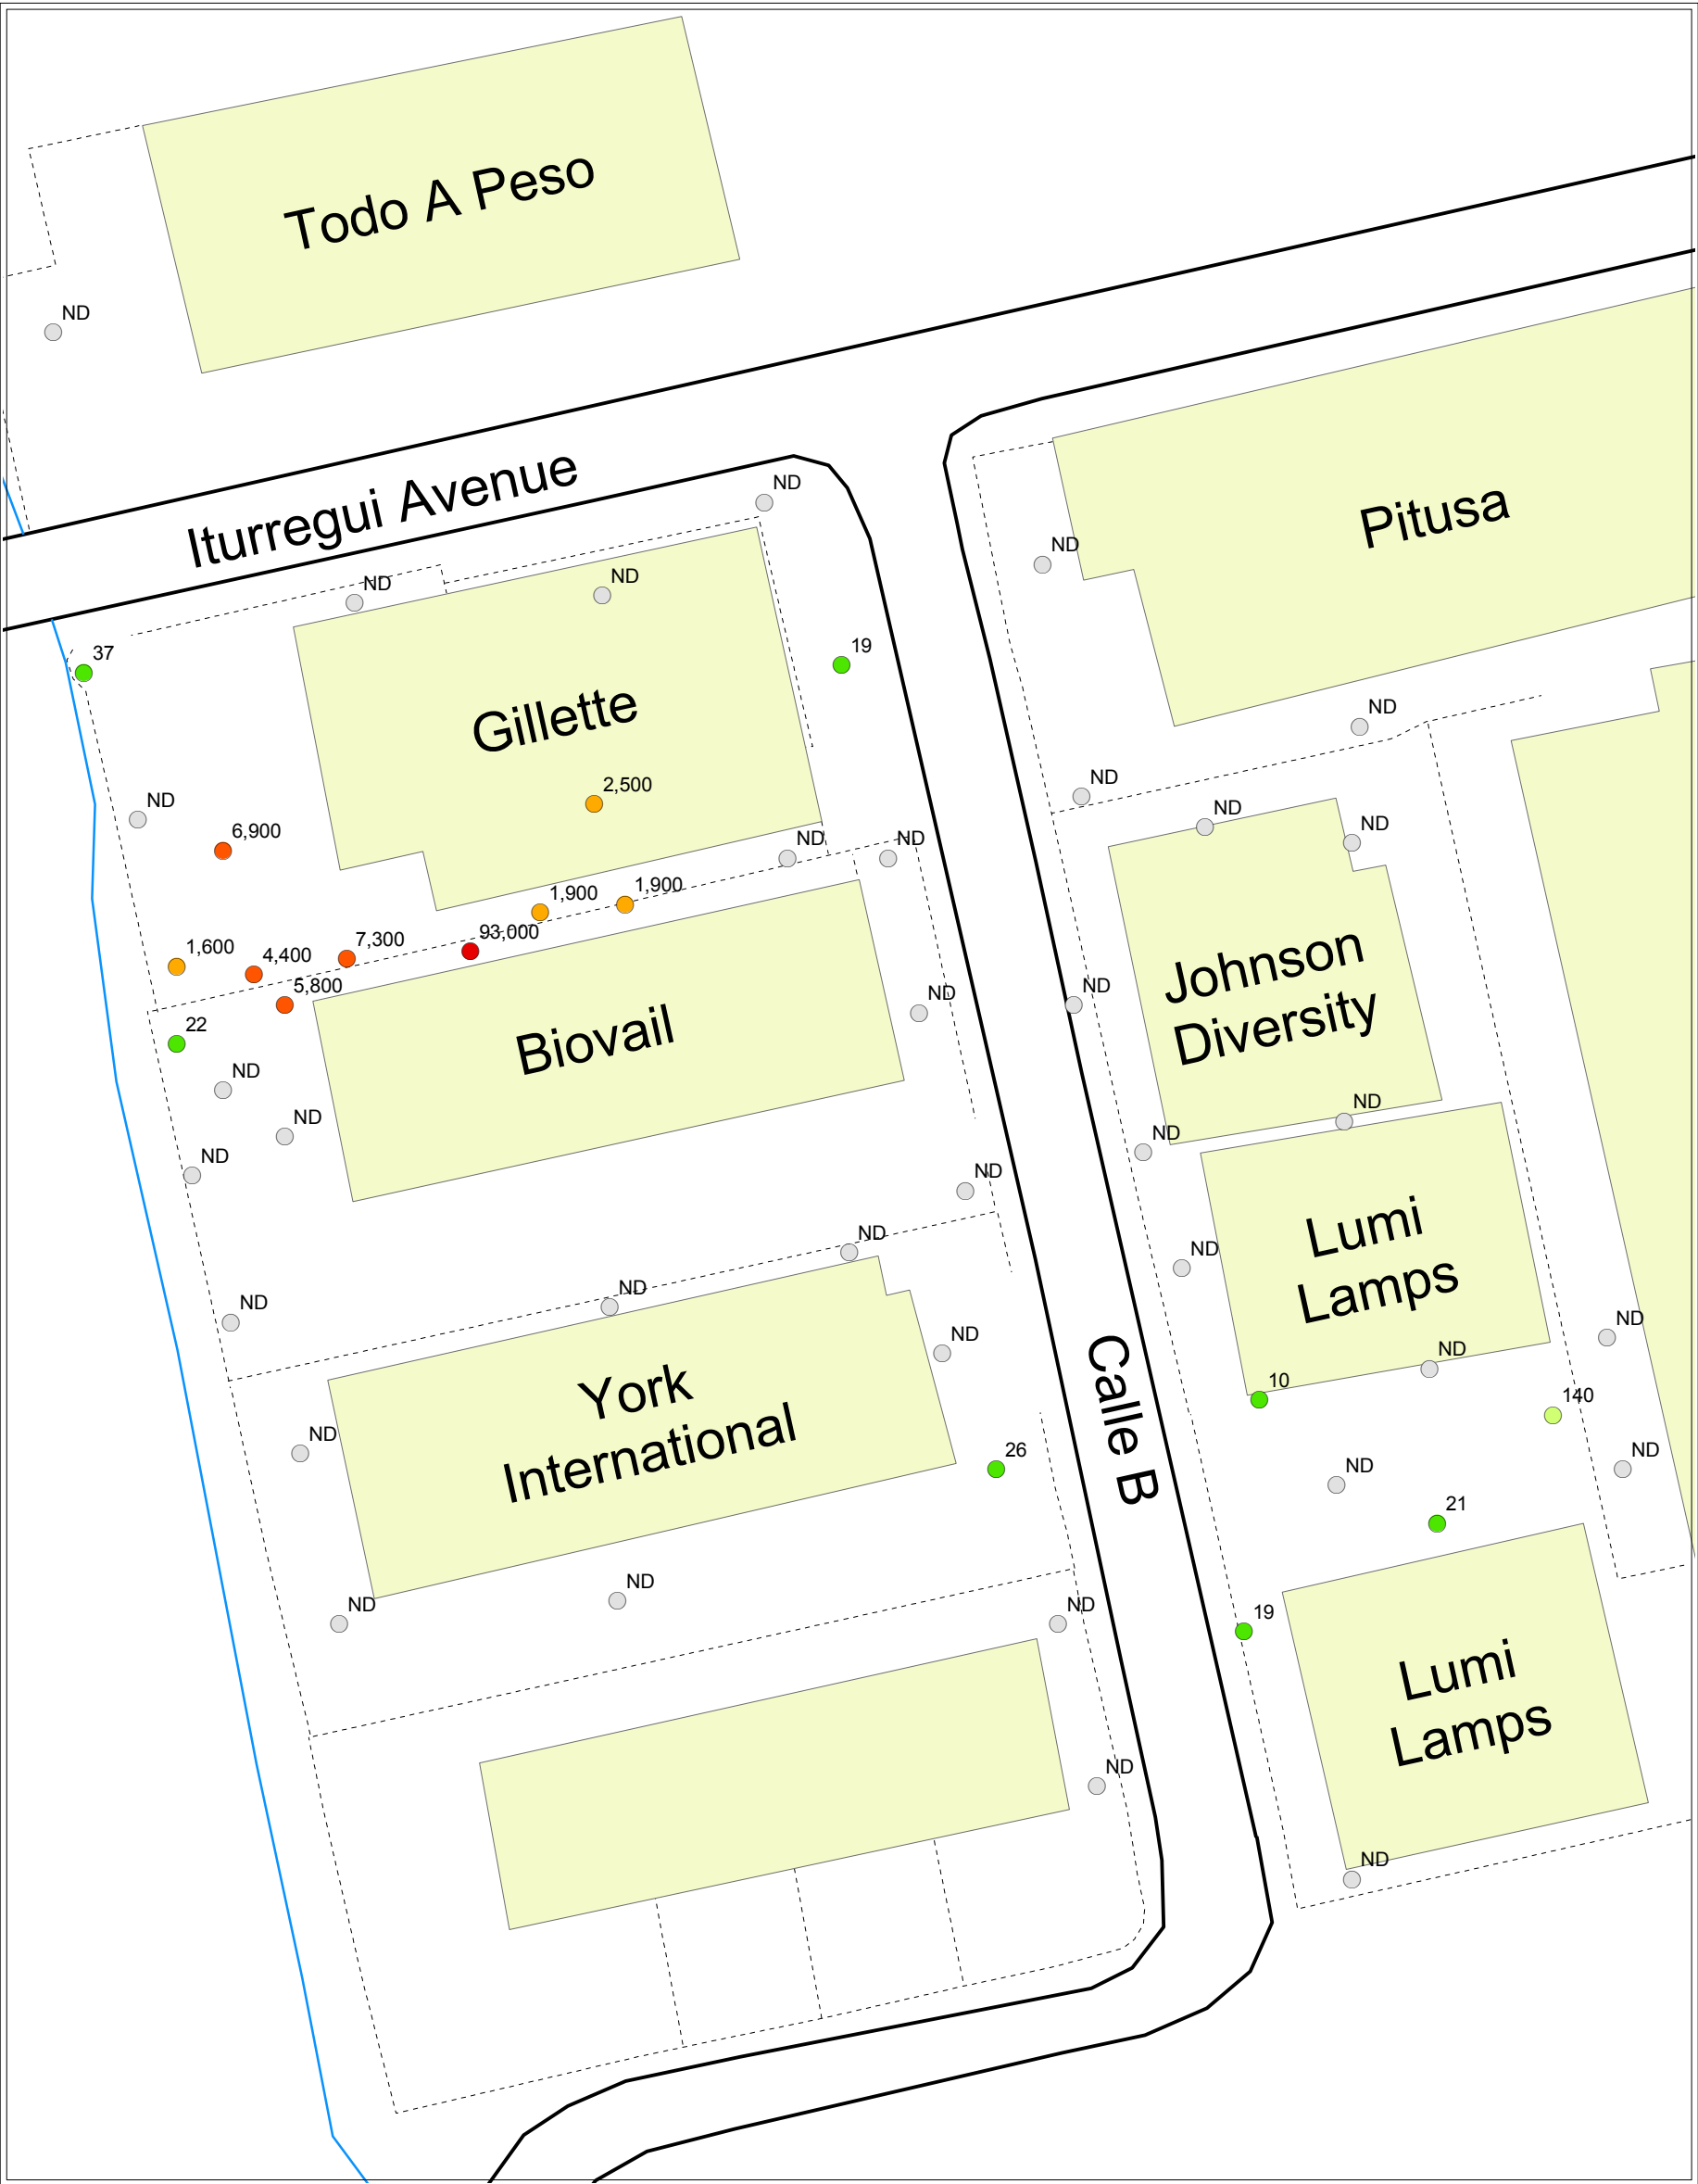 Todo A Peso
ND
Iturregui Avenue
ND
Pitusa
ND
ND
ND
37
19
Gillette
ND
2,500
ND
ND
6,900
ND
ND
ND
ND
1,900
1,900
93,000
7,300
1,600
4,400
5,800
Johnson
Diversity
22
ND
ND
Biovail
ND
ND
ND
ND
ND
ND
ND
Lumi
Lamps
ND
ND
ND
ND
ND
ND
ND
York
International
Calle B
10
140
ND
26
ND
ND
21
ND
ND
ND
19
Lumi
Lamps
ND
ND